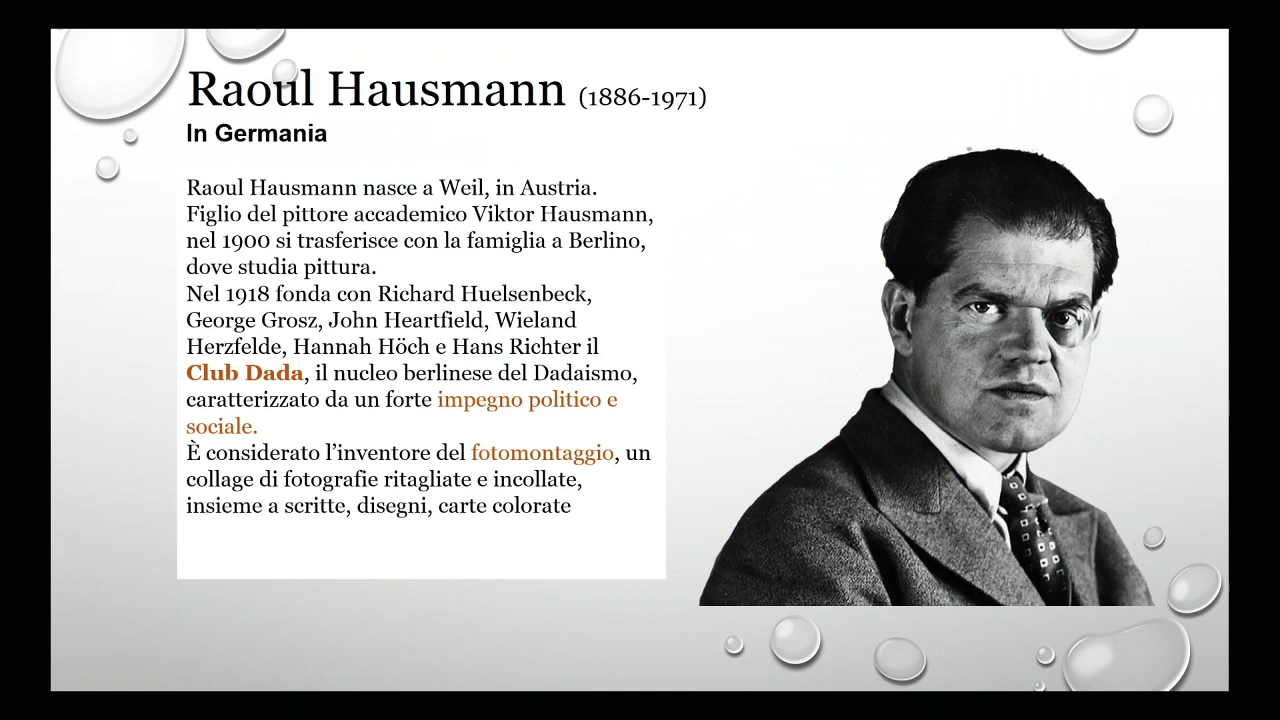 Raoul Hausmann (1886-1971)
In Germania
Raoul Hausmann nasce a Weil, in Austria.
Figlio del pittore accademico Viktor Hausmann,
nel 1900 si trasferisce con la famiglia a Berlino,
dove studia pittura.
Nel 1918 fonda con Richard Huelsenbeck,
George Grosz, John Heartfield, Wieland
Herzfelde, Hannah Höch e Hans Richter il
Club Dada, il nucleo berlinese del Dadaismo,
caratterizzato da un forte impegno politico e
sociale.
È considerato l’inventore del fotomontaggio, un
collage di fotografie ritagliate e incollate,
insieme a scritte, disegni, carte colorate